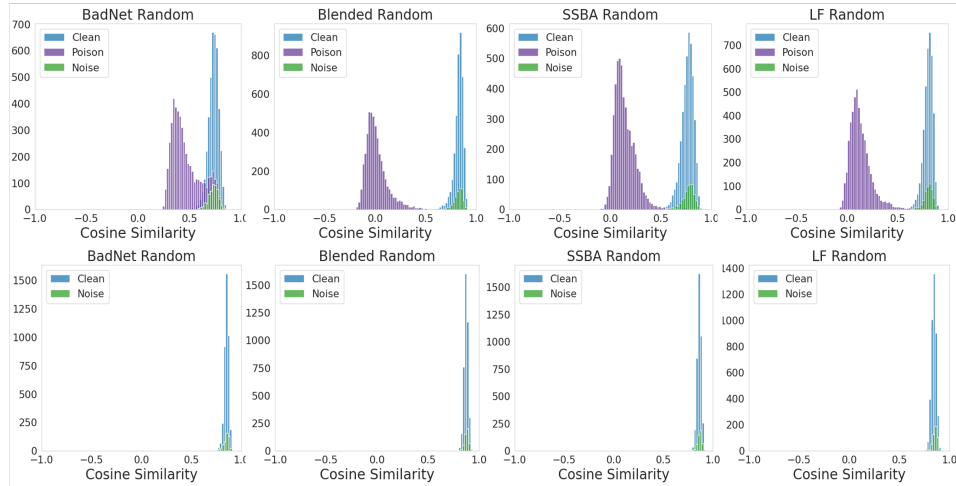 BadNet Random
Blended Random
SSBA Random
LF Random
700
600
500
400
300
200
100
0
Clean
Poison
Noise
−1.0
−0.5
0.0
0.5
1.0
Cosine Similarity
800
600
400
200
0
Clean
Poison
Noise
−1.0
−0.5
0.0
0.5
1.0
Cosine Similarity
600
500
400
300
200
100
0
Clean
Poison
Noise
−1.0
−0.5
0.0
0.5
1.0
Cosine Similarity
700
600
500
400
300
200
100
0
Clean
Poison
Noise
−1.0
−0.5
0.0
0.5
1.0
Cosine Similarity
BadNet Random
Blended Random
SSBA Random
LF Random
1500
1250
1000
750
500
250
0
Clean
Noise
−1.0
−0.5
0.0
0.5
1.0
Cosine Similarity
1500
1250
1000
750
500
250
0
Clean
Noise
−1.0
−0.5
0.0
0.5
1.0
Cosine Similarity
1500
1250
1000
750
500
250
0
Clean
Noise
−1.0
−0.5
0.0
0.5
1.0
Cosine Similarity
1400
1200
1000
800
600
400
200
0
Clean
Noise
−1.0
−0.5
0.0
0.5
1.0
Cosine Similarity